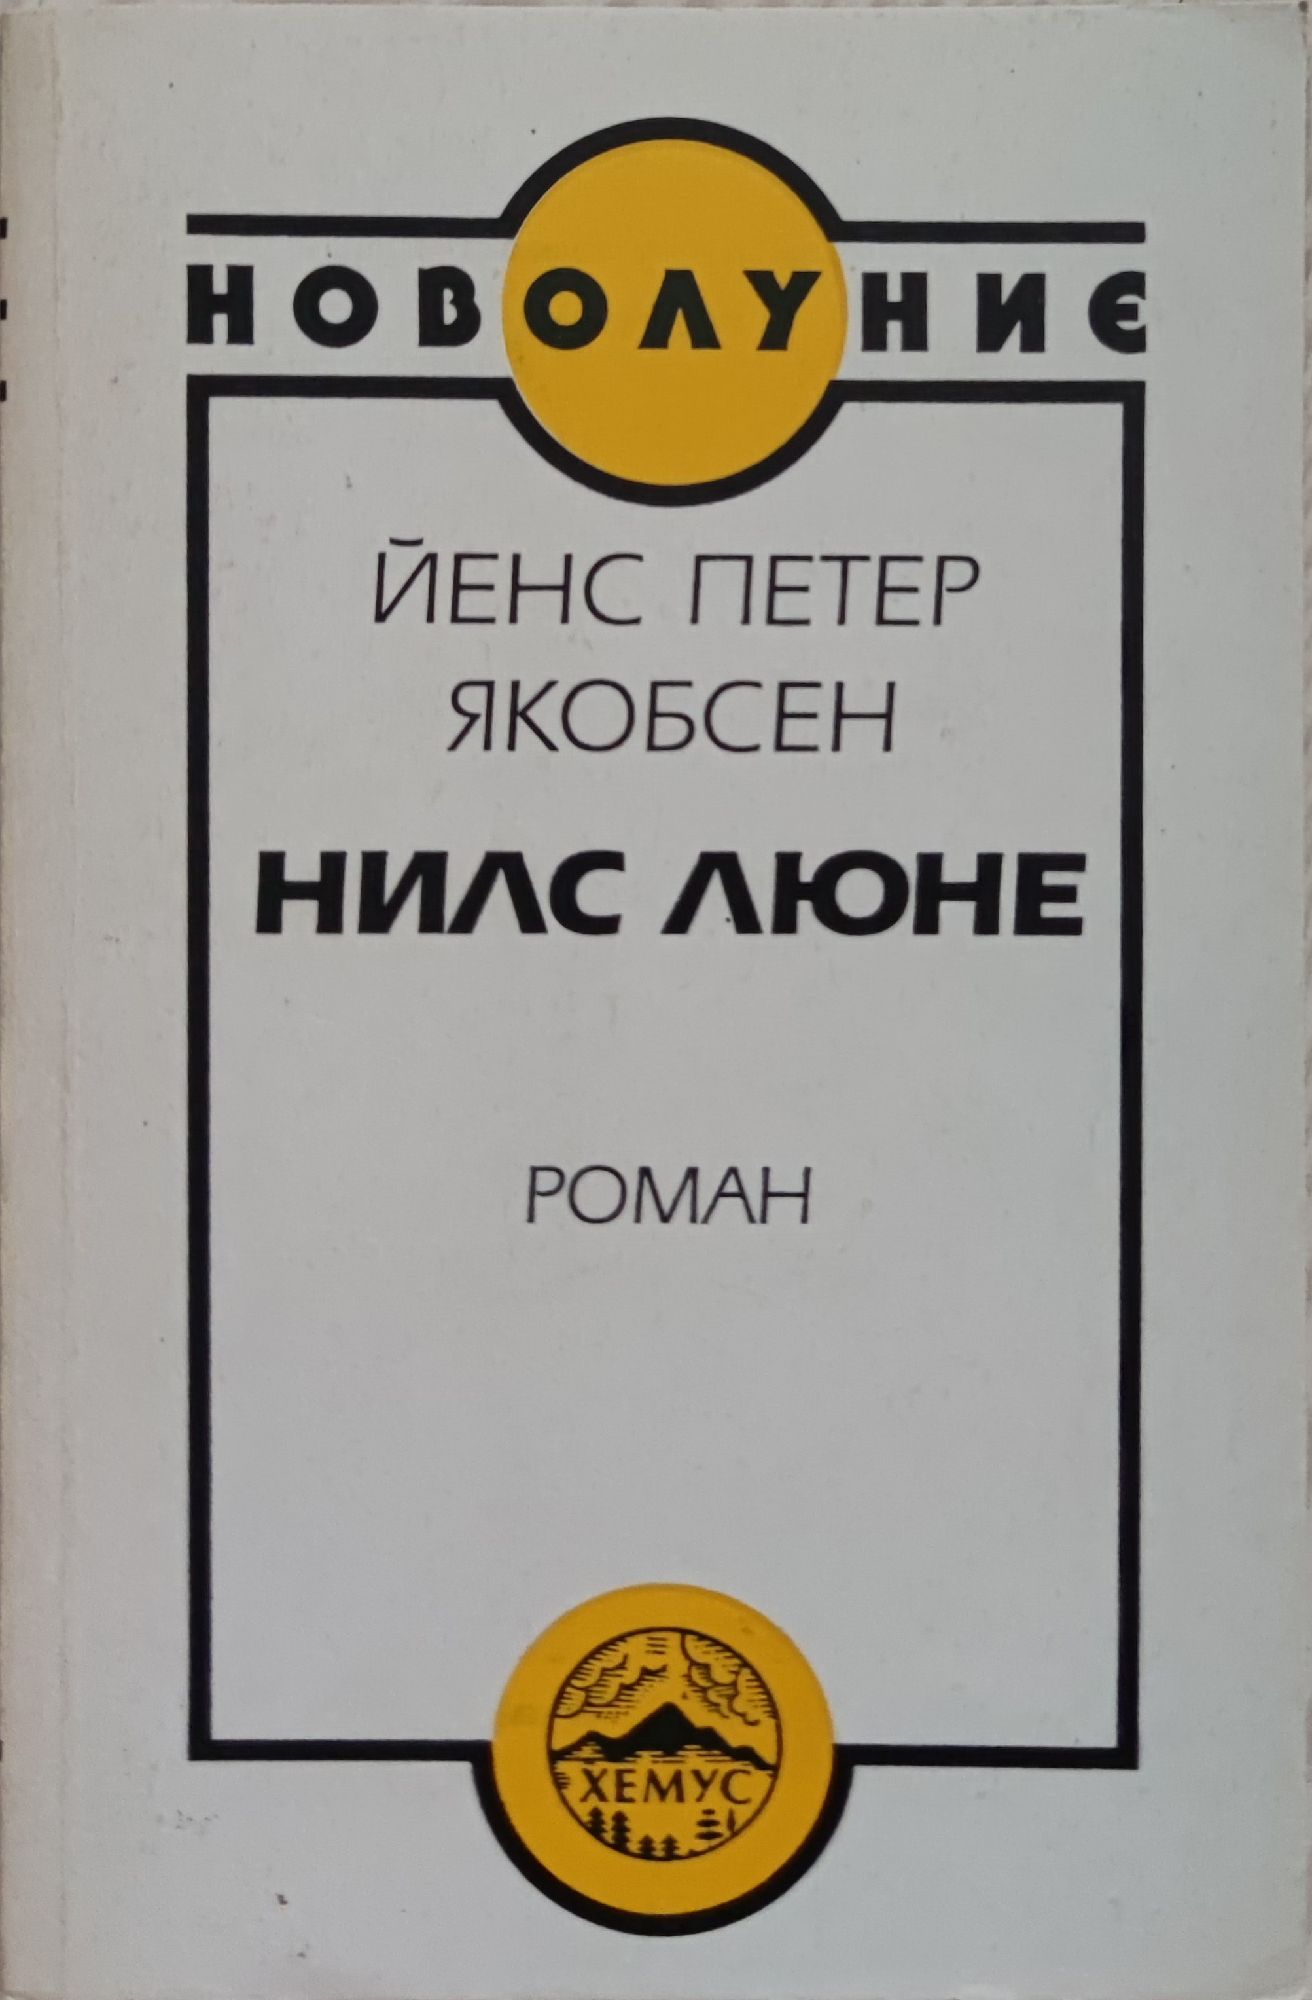 НОВОЛУНИЕ
ЙЕНС ПЕТЕР
ЯКОБСЕН
НИЛС ЛЮНЕ
РОМАН
ХЕМУС